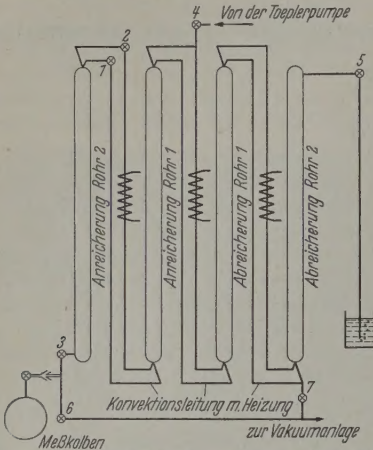 4
Von der Toeplerpumpe
2
7
5
Anreicherung Rohr 2
Anreicherung Rohr 1
Abreicherung Rohr 1
Abreicherung Rohr 2
3
6
7
Konvektionsleitung m. Heizung
zur Vakuumanlage
Meßkolben